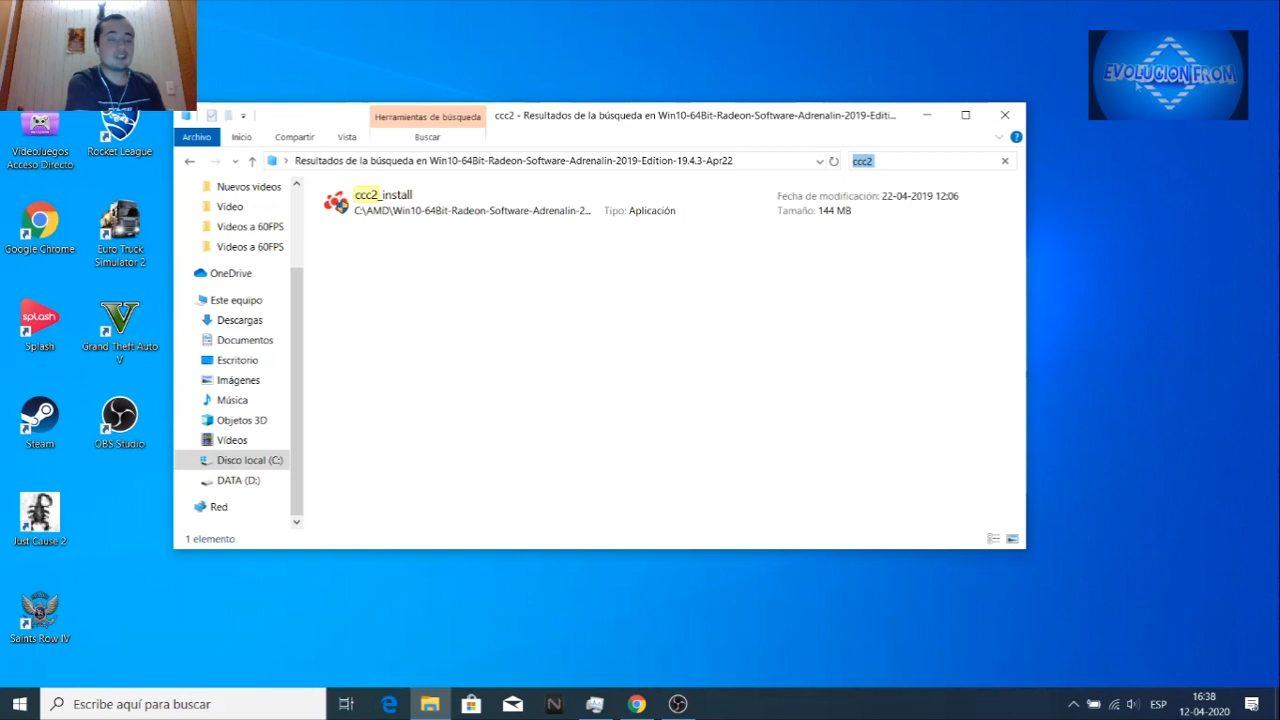 EVOLUCION FROM
Herramientas de búsqueda
ccc2 - Resultados de la búsqueda en Win10-64Bit-Radeon-Software-Adrenalin-2019-Editi...
Archivo
Inicio
Compartir
Vista
Buscar
Resultados de la búsqueda en Win10-64Bit-Radeon-Software-Adrenalin-2019-Edition-19.4.3-Apr22
ccc2
Videojuegos
Acceso Directo
Rocket League
Google Chrome
Euro Truck
Simulator 2
Splash
splash
Grand Theft Auto
V
Steam
OBS Studio
Just Cause 2
Saints Row IV
Nuevos videos
Video
Videos a 60FPS
Videos a 60FPS
OneDrive
Este equipo
Descargas
Documentos
Escritorio
Imágenes
Música
Objetos 3D
Vídeos
Disco local (C:)
DATA (D:)
Red
ccc2_install
C:\AMD\Win10-64Bit-Radeon-Software-Adrenalin-2...
Tipo: Aplicación
Fecha de modificación: 22-04-2019 12:06
Tamaño: 144 MB
1 elemento
Escribe aquí para buscar
ESP
16:38
12-04-2020